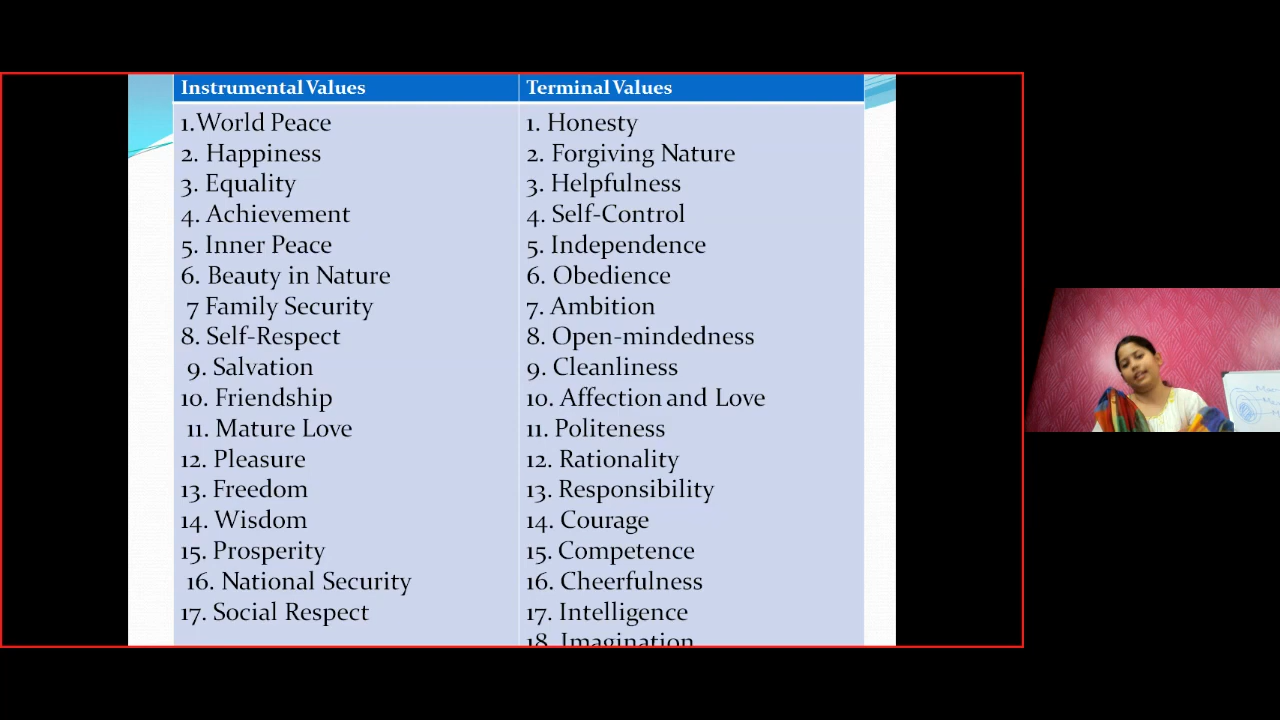 Instrumental Values
Terminal Values
1.World Peace
2. Happiness
3. Equality
4. Achievement
5. Inner Peace
6. Beauty in Nature
7 Family Security
8. Self-Respect
9. Salvation
10. Friendship
11. Mature Love
12. Pleasure
13. Freedom
14. Wisdom
15. Prosperity
16. National Security
17. Social Respect
1. Honesty
2. Forgiving Nature
3. Helpfulness
4. Self-Control
5. Independence
6. Obedience
7. Ambition
8. Open-mindedness
9. Cleanliness
10. Affection and Love
11. Politeness
12. Rationality
13. Responsibility
14. Courage
15. Competence
16. Cheerfulness
17. Intelligence
18. Imagination